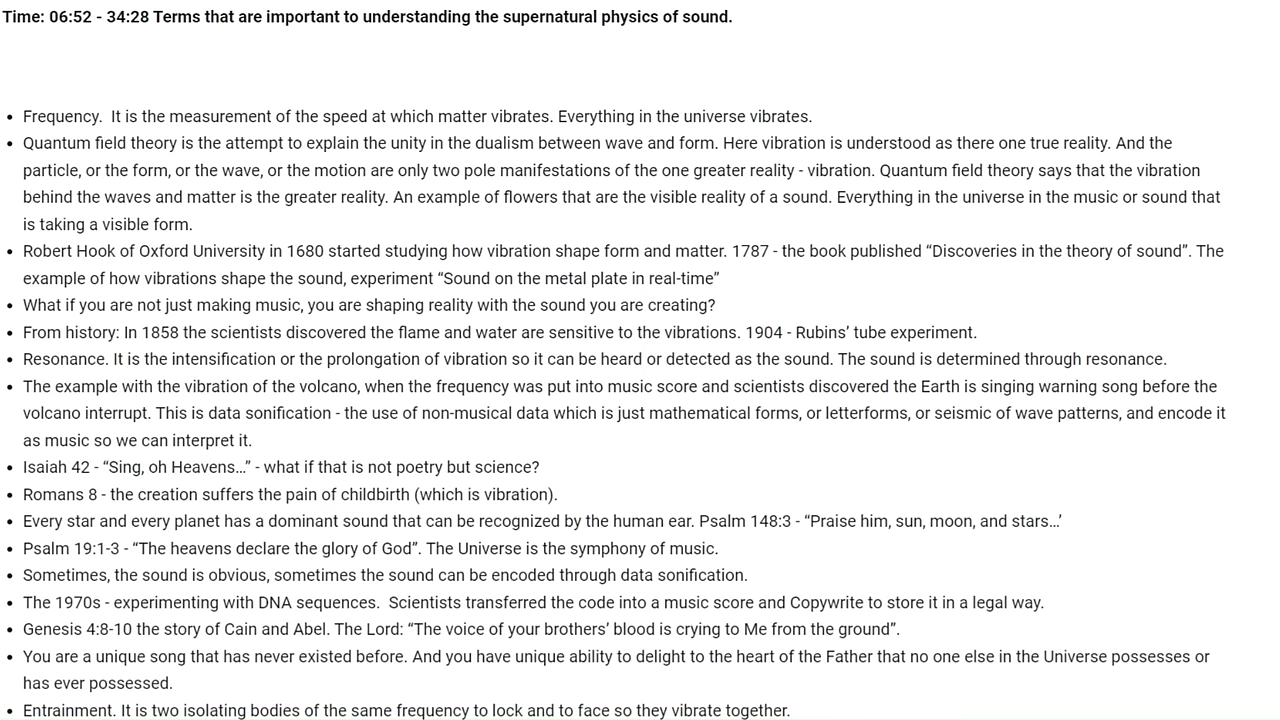 Time: 06:52 - 34:28 Terms that are important to understanding the supernatural physics of sound.
• Frequency.  It is the measurement of the speed at which matter vibrates. Everything in the universe vibrates.
• Quantum field theory is the attempt to explain the unity in the dualism between wave and form. Here vibration is understood as there one true reality. And the
particle, or the form, or the wave, or the motion are only two pole manifestations of the one greater reality - vibration. Quantum field theory says that the vibration
behind the waves and matter is the greater reality. An example of flowers that are the visible reality of a sound. Everything in the universe in the music or sound that
is taking a visible form.
• Robert Hook of Oxford University in 1680 started studying how vibration shape form and matter. 1787 - the book published “Discoveries in the theory of sound”. The
example of how vibrations shape the sound, experiment “Sound on the metal plate in real-time”
• What if you are not just making music, you are shaping reality with the sound you are creating?
• From history: In 1858 the scientists discovered the flame and water are sensitive to the vibrations. 1904 - Rubins’ tube experiment.
• Resonance. It is the intensification or the prolongation of vibration so it can be heard or detected as the sound. The sound is determined through resonance.
• The example with the vibration of the volcano, when the frequency was put into music score and scientists discovered the Earth is singing warning song before the
volcano interrupt. This is data sonification - the use of non-musical data which is just mathematical forms, or letterforms, or seismic of wave patterns, and encode it
as music so we can interpret it.
• Isaiah 42 - “Sing, oh Heavens…” - what if that is not poetry but science?
• Romans 8 - the creation suffers the pain of childbirth (which is vibration).
• Every star and every planet has a dominant sound that can be recognized by the human ear. Psalm 148:3 - “Praise him, sun, moon, and stars…’
• Psalm 19:1-3 - “The heavens declare the glory of God”. The Universe is the symphony of music.
• Sometimes, the sound is obvious, sometimes the sound can be encoded through data sonification.
• The 1970s - experimenting with DNA sequences.  Scientists transferred the code into a music score and Copywrite to store it in a legal way.
• Genesis 4:8-10 the story of Cain and Abel. The Lord: “The voice of your brothers’ blood is crying to Me from the ground”.
• You are a unique song that has never existed before. And you have unique ability to delight to the heart of the Father that no one else in the Universe possesses or
has ever possessed.
• Entrainment. It is two isolating bodies of the same frequency to lock and to face so they vibrate together.